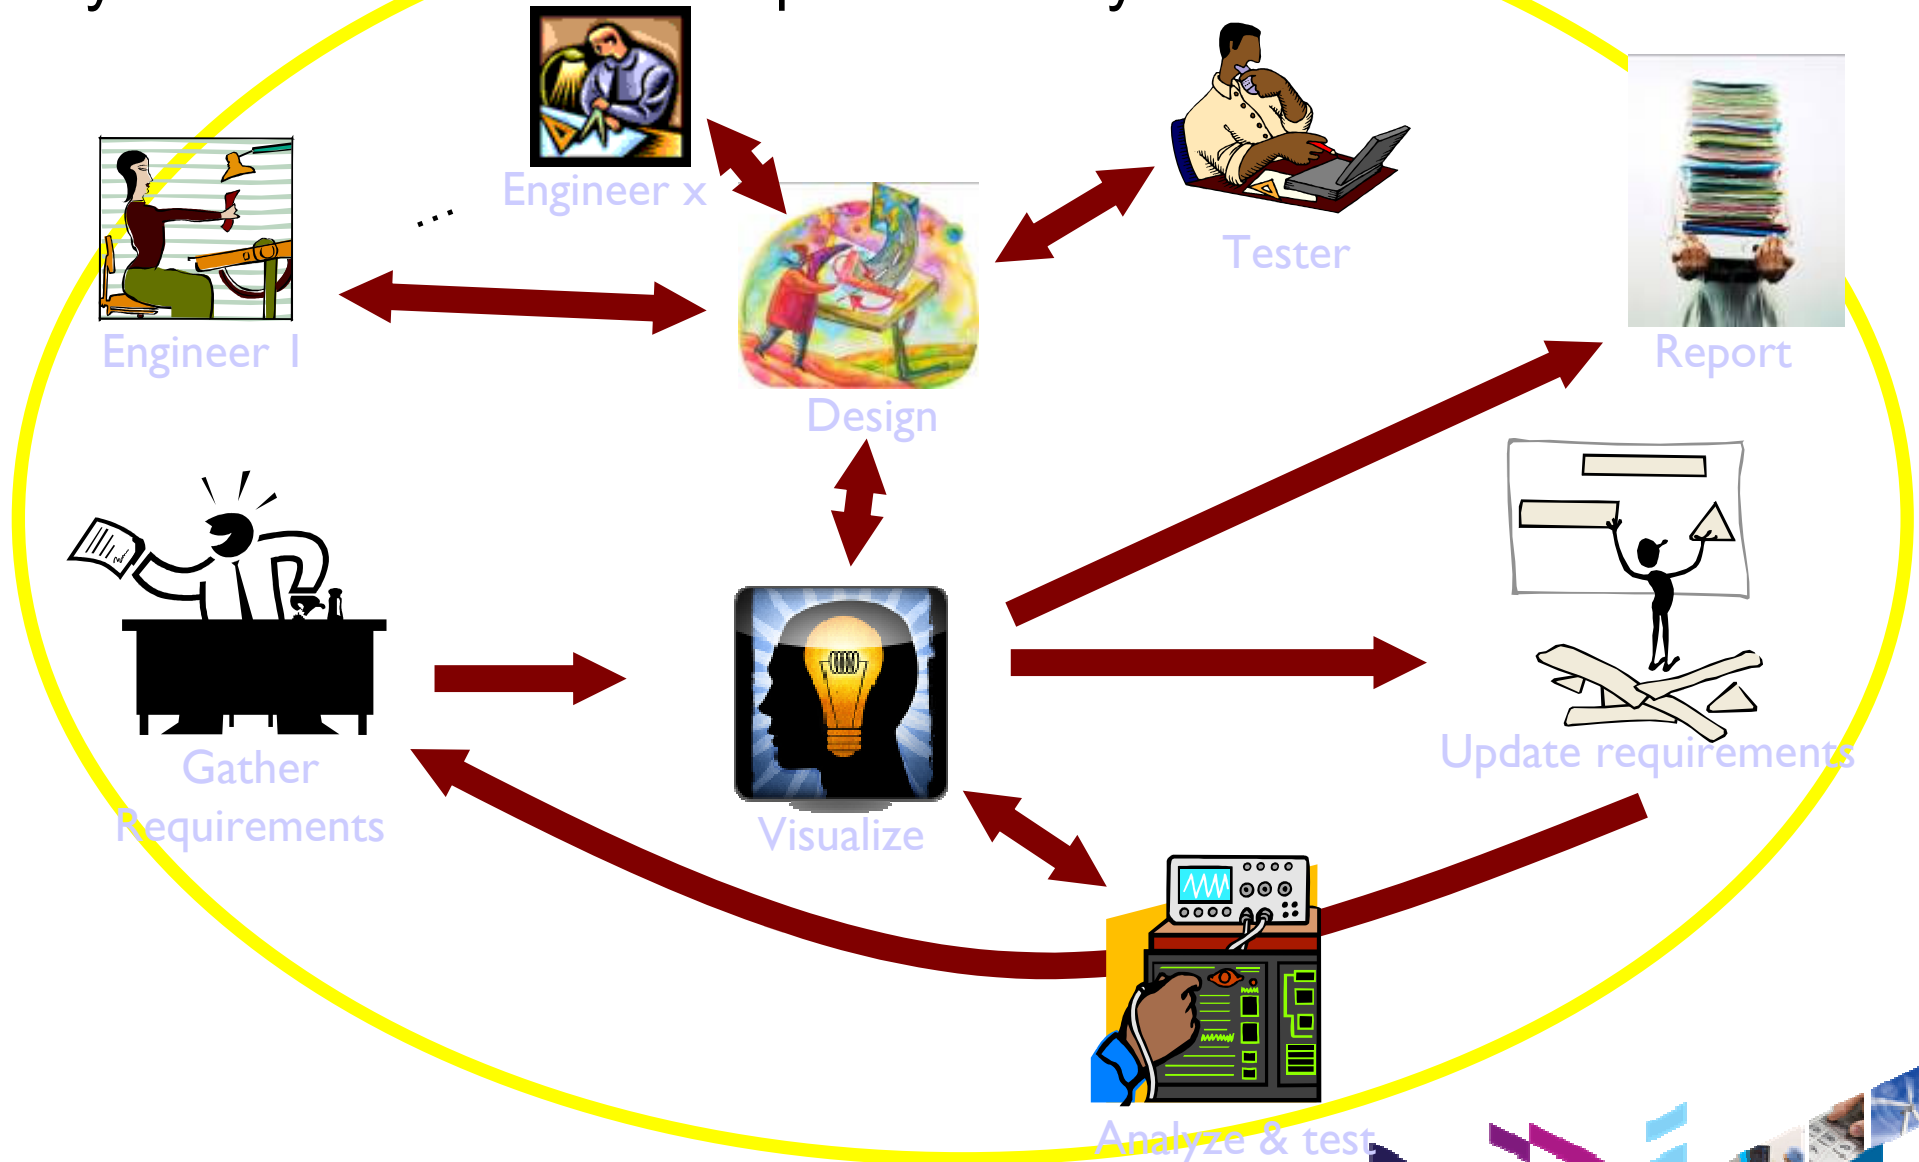 Engineer x
...
Tester
Engineer 1
Report
Design
Gather
Requirements
Visualize
Update requirements
Analyze & test